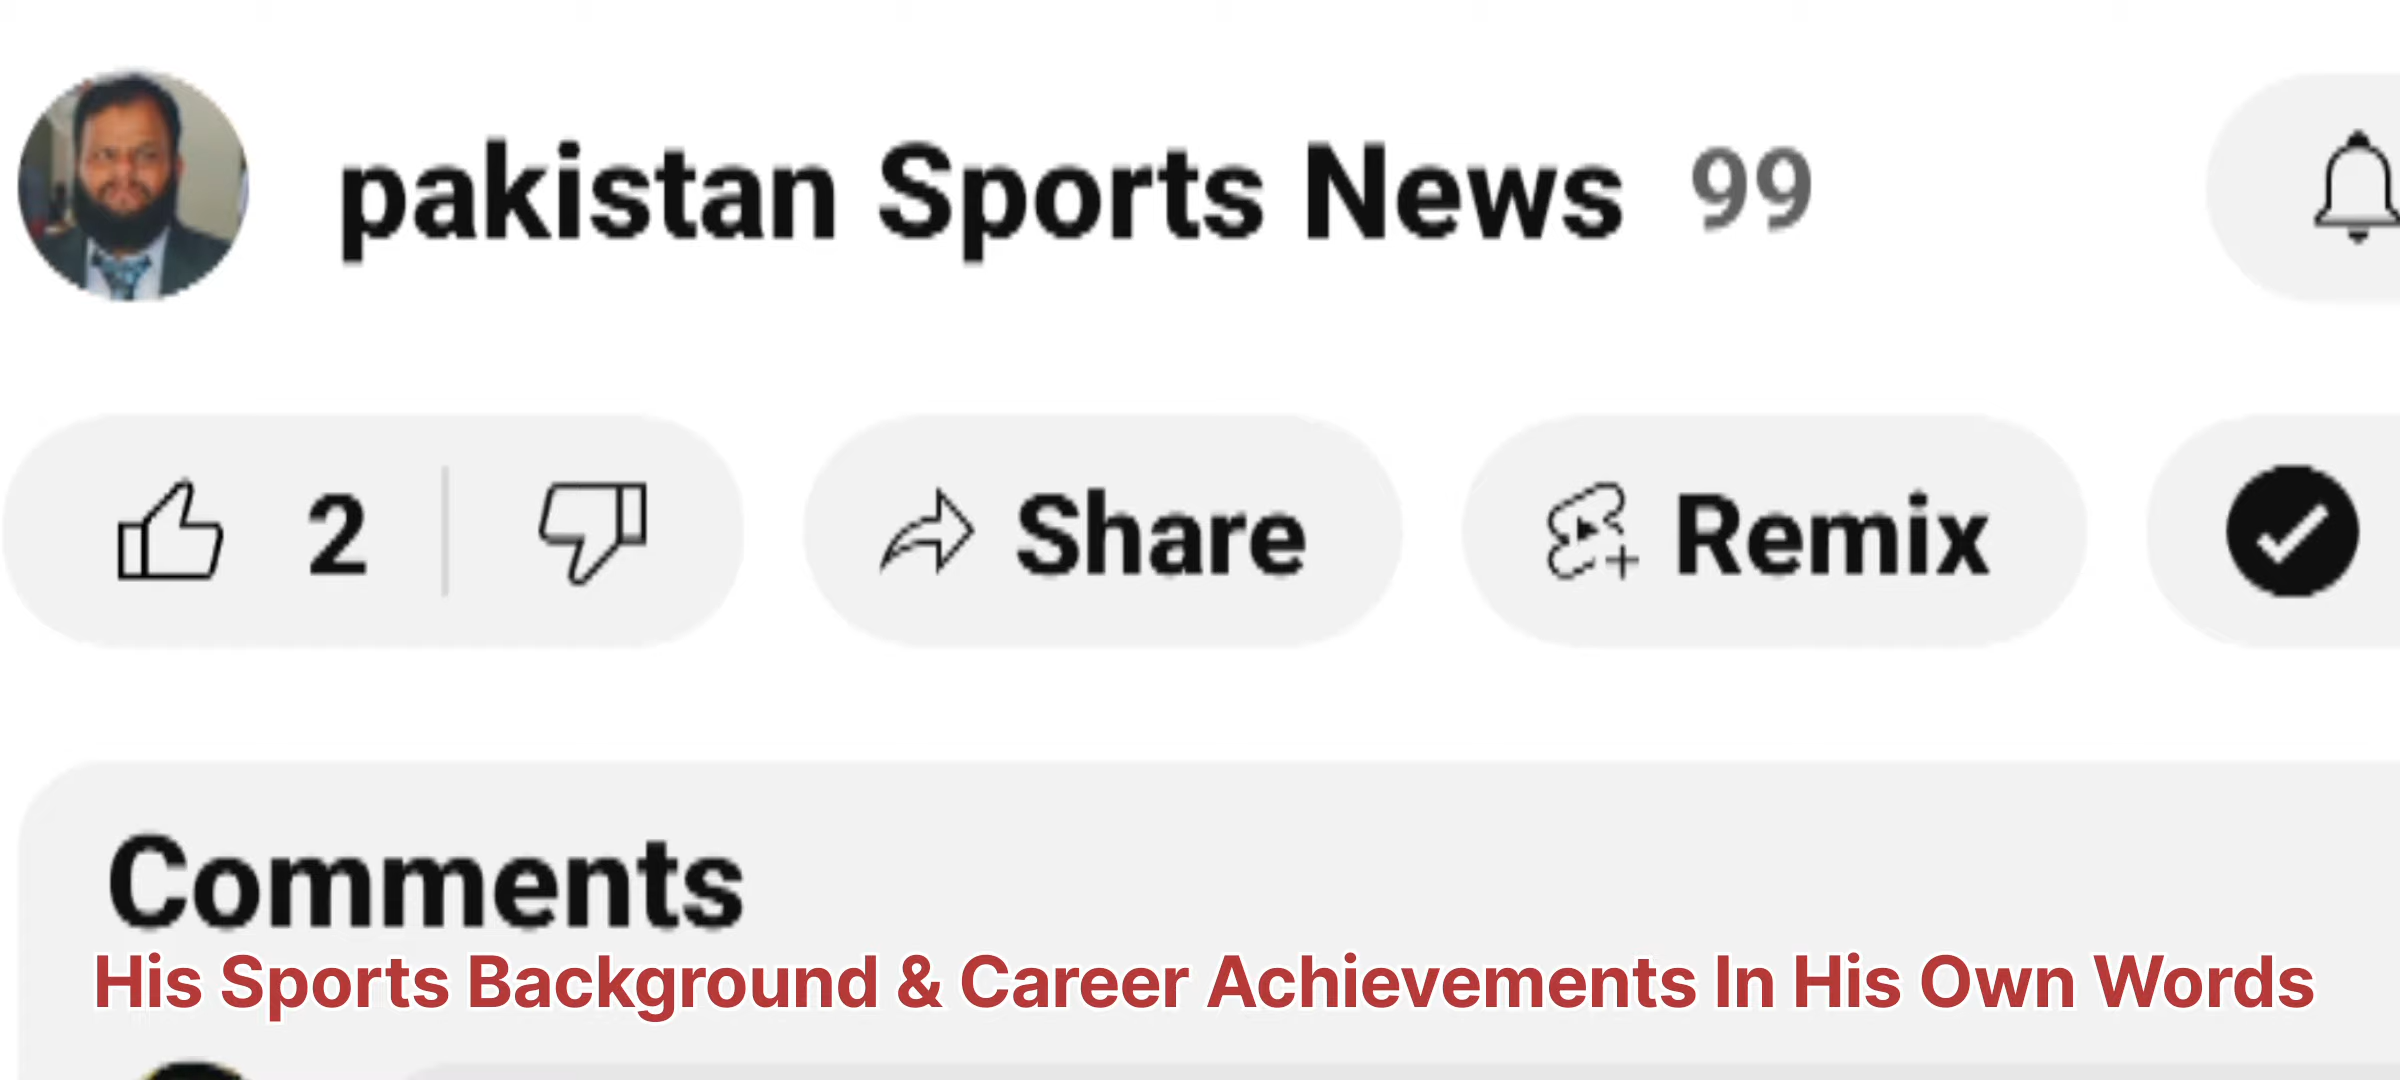 pakistan Sports News 99
2 Share Remix
Comments
His Sports Background & Career Achievements In His Own Words